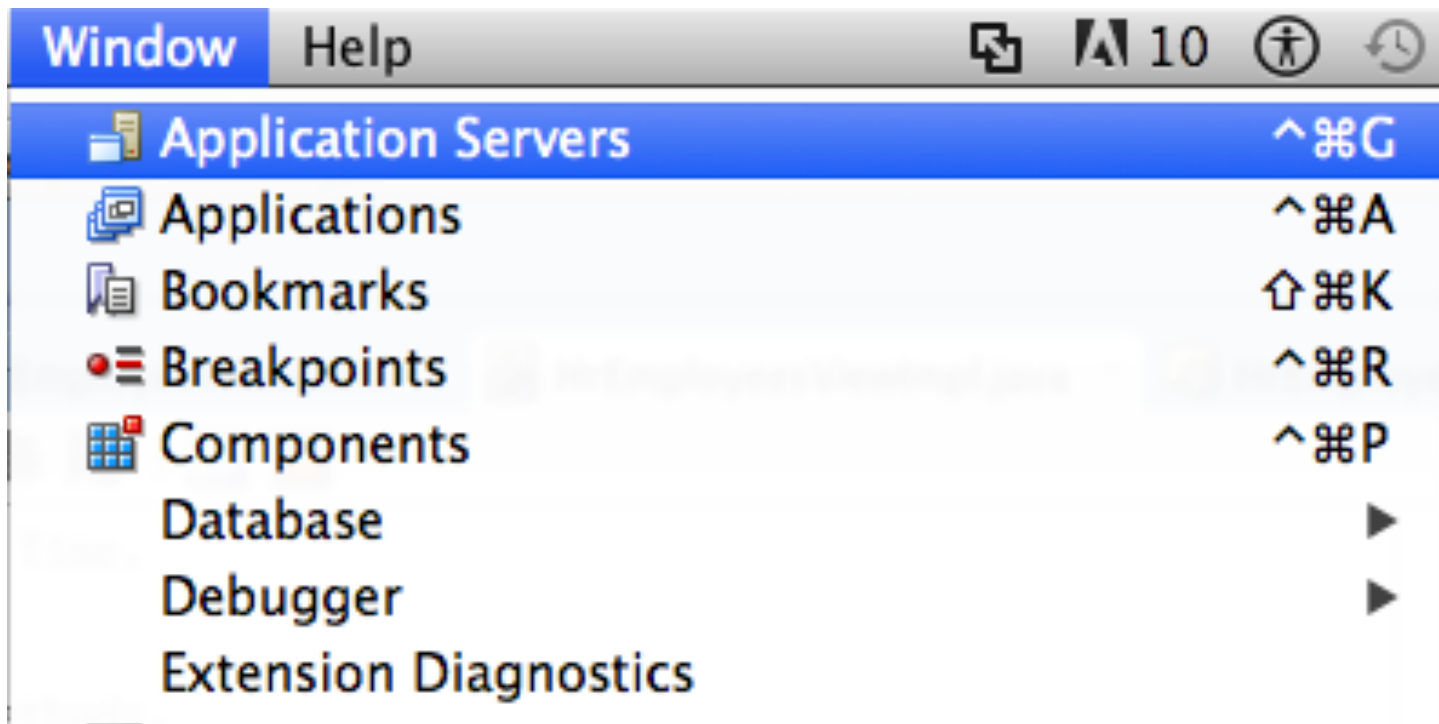 Window Help 10
Application Servers ^⌘G
Applications ^⌘A
Bookmarks ⇧⌘K
Breakpoints ^⌘R
Components ^⌘P
Database ▶
Debugger ▶
Extension Diagnostics